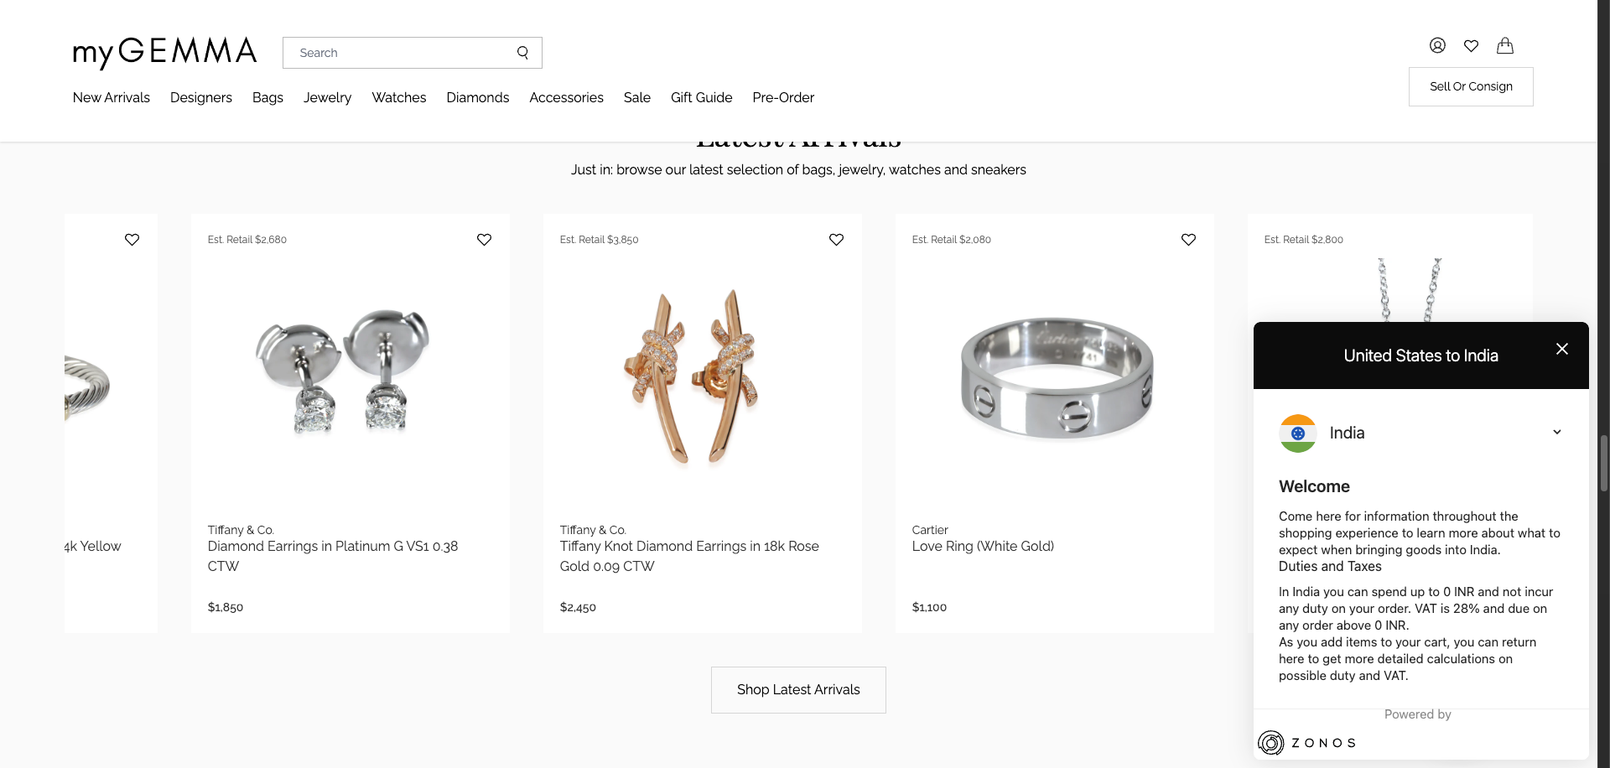 myGEMMA
Search
Sell Or Consign
New Arrivals Designers Bags Jewelry Watches Diamonds Accessories Sale Gift Guide Pre-Order
Latest Arrivals
Just in: browse our latest selection of bags, jewelry, watches and sneakers
4k Yellow
Est. Retail $2,680
Tiffany & Co.
Diamond Earrings in Platinum G VS1 0.38
CTW
$1,850
Est. Retail $3,850
Tiffany & Co.
Tiffany Knot Diamond Earrings in 18k Rose
Gold 0.09 CTW
$2,450
Est. Retail $2,080
Cartier
Love Ring (White Gold)
$1,100
Est. Retail $2,800
Shop Latest Arrivals
United States to India
India
Welcome
Come here for information throughout the
shopping experience to learn more about what to
expect when bringing goods into India.
Duties and Taxes
In India you can spend up to 0 INR and not incur
any duty on your order. VAT is 28% and due on
any order above 0 INR.
As you add items to your cart, you can return
here to get more detailed calculations on
possible duty and VAT.
Powered by
ZONOS